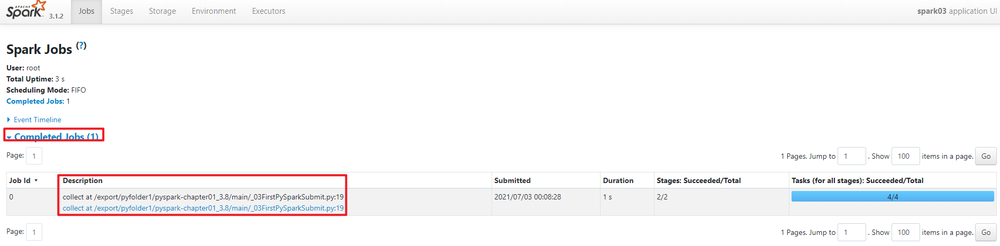 APACHE
Spark 3.1.2 Jobs Stages Storage Environment Executors spark03 application UI
Spark Jobs (?)
User: root
Total Uptime: 3 s
Scheduling Mode: FIFO
Completed Jobs: 1
Event Timeline
Completed Jobs (1)
Page: 1 1 Pages. Jump to 1 . Show 100 items in a page. Go
Job Id Description Submitted Duration Stages: Succeeded/Total Tasks (for all stages): Succeeded/Total
0 collect at /export/pyfolder1/pyspark-chapter01_3.8/main/_03FirstPySparkSubmit.py:19 2021/07/03 00:08:28 1 s 2/2 4/4
collect at /export/pyfolder1/pyspark-chapter01_3.8/main/_03FirstPySparkSubmit.py:19
Page: 1 1 Pages. Jump to 1 . Show 100 items in a page. Go